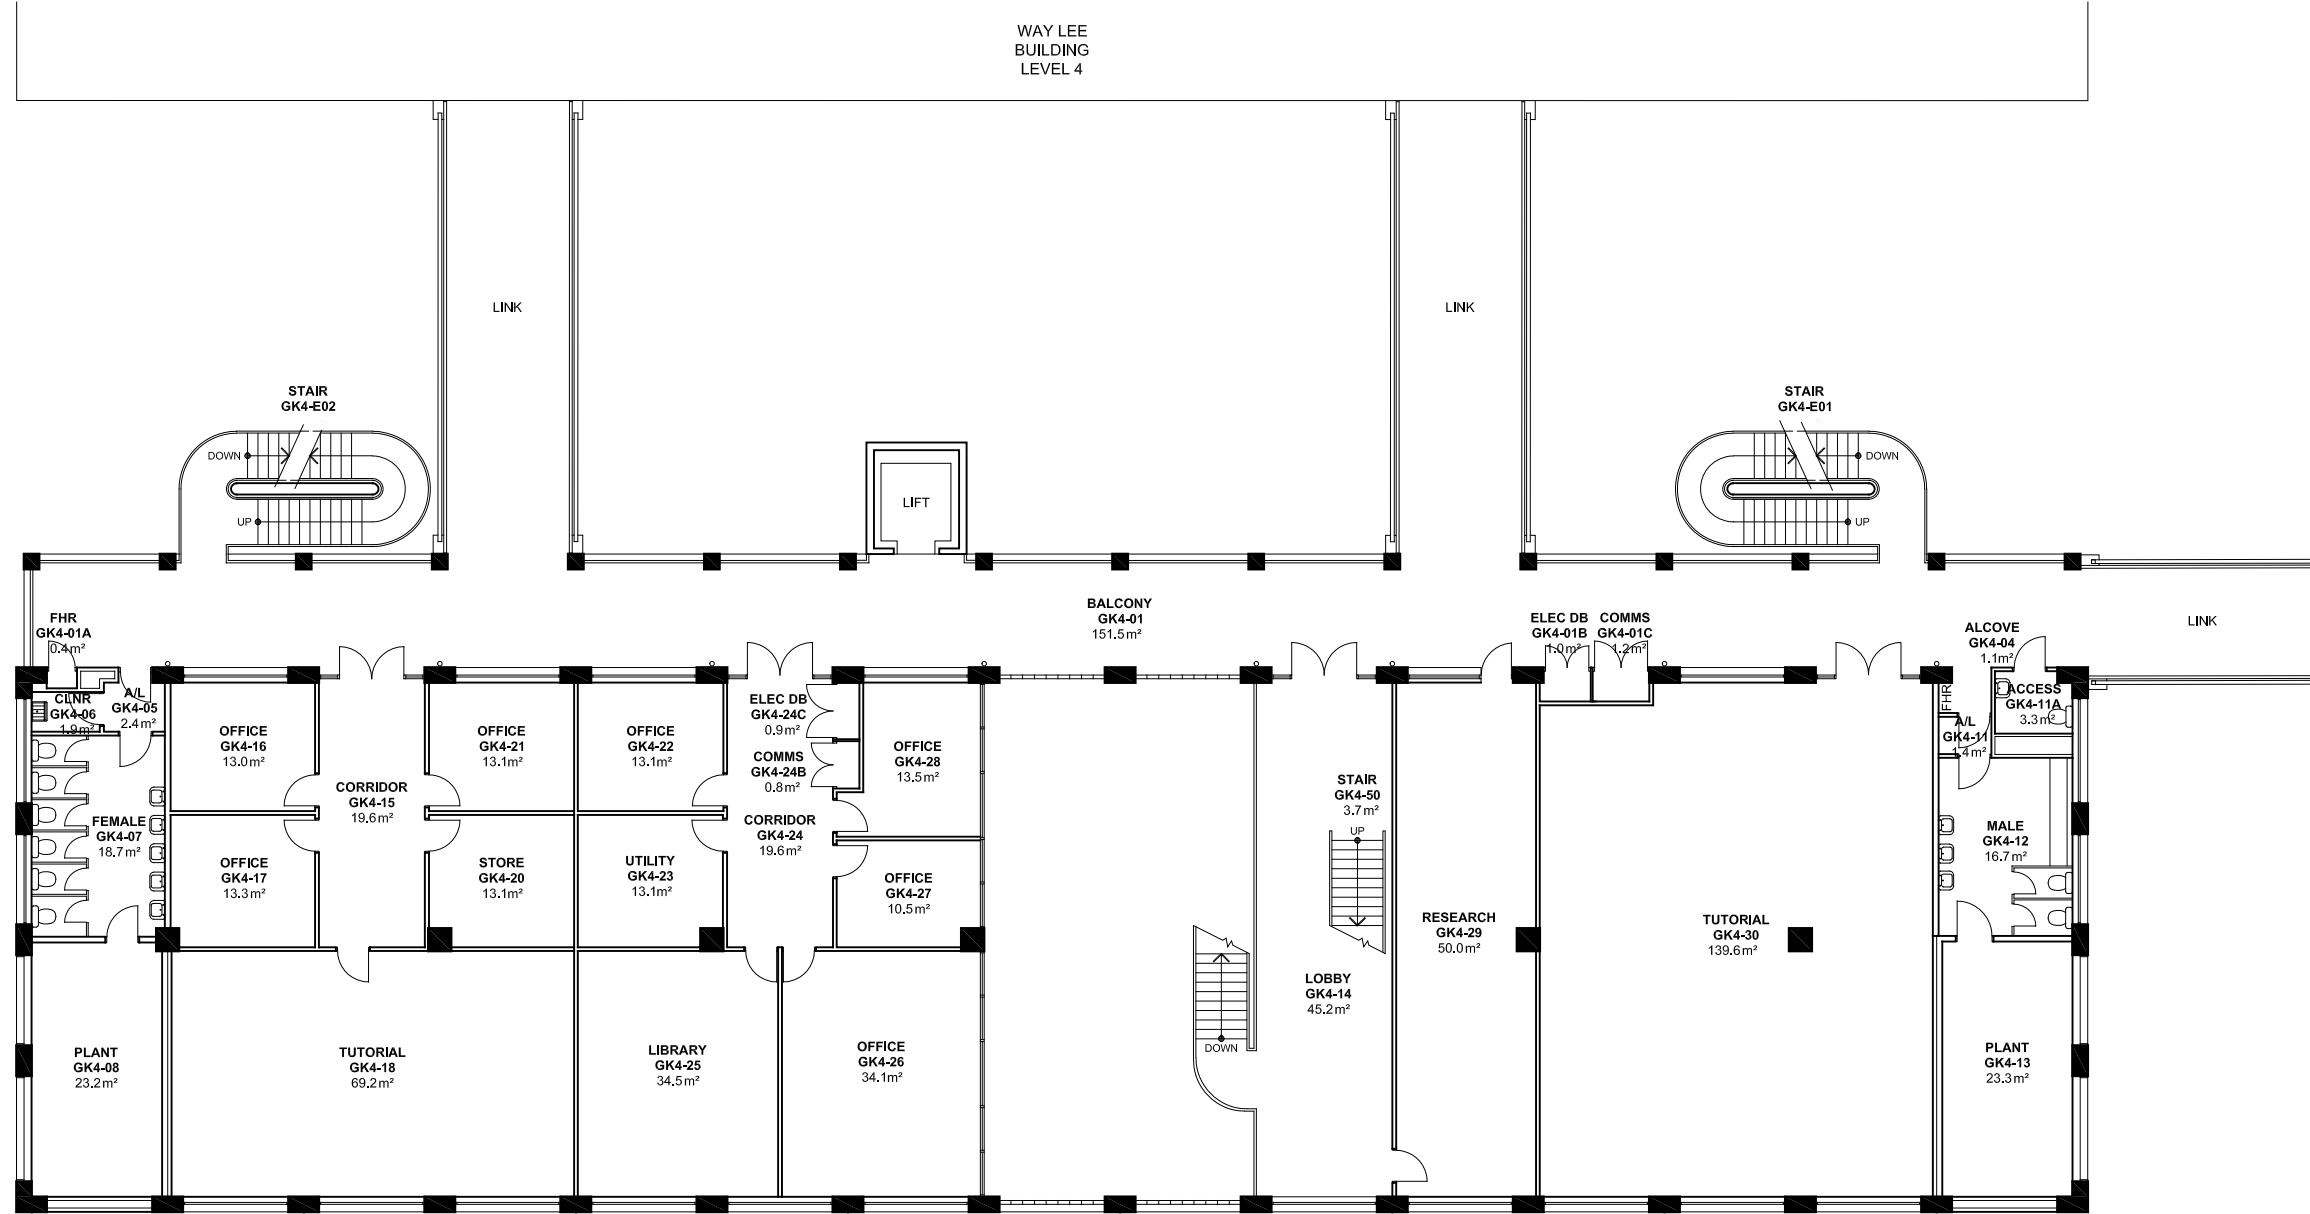 WAY LEE
BUILDING
LEVEL 4
LINK
LINK
STAIR
GK4-E02
DOWN
UP
LIFT
STAIR
GK4-E01
DOWN
UP
FHR
GK4-01A
0.4m²
BALCONY
GK4-01
151.5m²
ELEC DB
GK4-01B
1.0m²
COMMS
GK4-01C
1.2m²
ALCOVE
GK4-04
1.1m²
LINK
CLNR
GK4-06
1.9m²
A/L
GK4-05
2.4m²
OFFICE
GK4-16
13.0m²
CORRIDOR
GK4-15
19.6m²
OFFICE
GK4-21
13.1m²
OFFICE
GK4-22
13.1m²
ELEC DB
GK4-24C
0.9m²
COMMS
GK4-24B
0.8m²
OFFICE
GK4-28
13.5m²
CORRIDOR
GK4-24
19.6m²
STAIR
GK4-50
3.7m²
UP
FHR
A/L
GK4-11
1.4m²
ACCESS
GK4-11A
3.3m²
FEMALE
GK4-07
18.7m²
OFFICE
GK4-17
13.3m²
STORE
GK4-20
13.1m²
UTILITY
GK4-23
13.1m²
OFFICE
GK4-27
10.5m²
RESEARCH
GK4-29
50.0m²
TUTORIAL
GK4-30
139.6m²
MALE
GK4-12
16.7m²
LOBBY
GK4-14
45.2m²
DOWN
PLANT
GK4-08
23.2m²
TUTORIAL
GK4-18
69.2m²
LIBRARY
GK4-25
34.5m²
OFFICE
GK4-26
34.1m²
PLANT
GK4-13
23.3m²